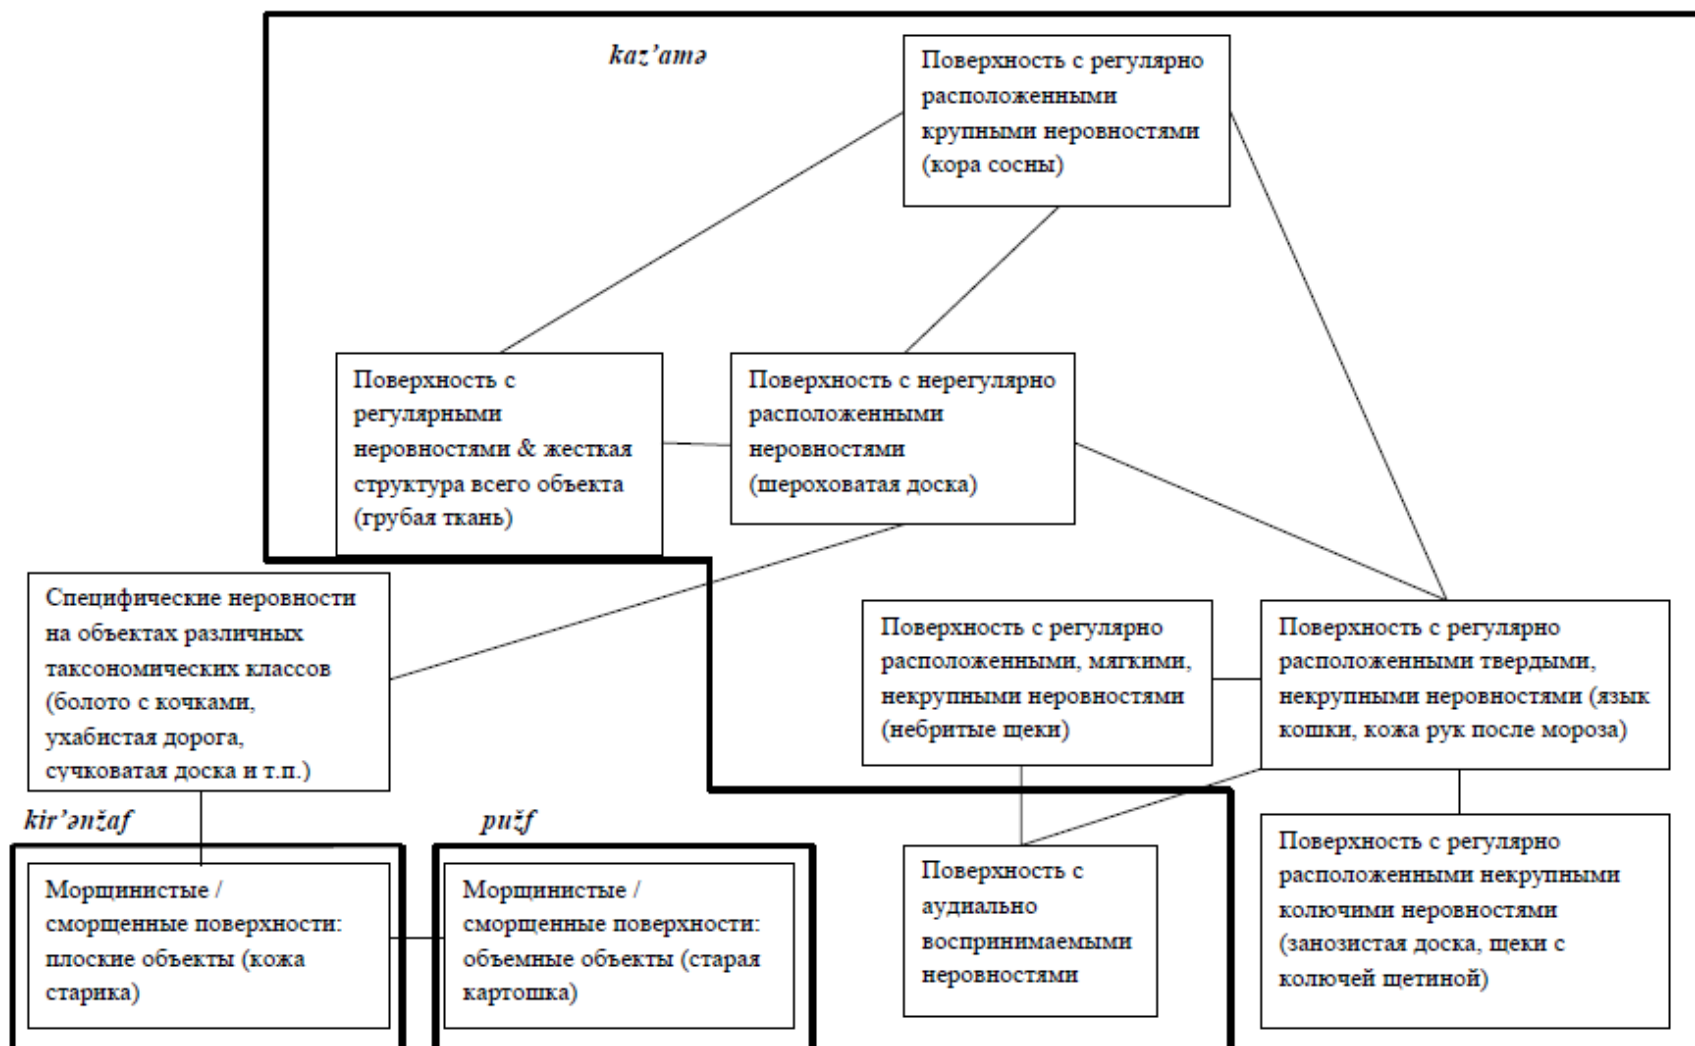 kaz’amə
Поверхность с регулярно
расположенными
крупными неровностями
(кора сосны)
Поверхность с
регулярными
неровностями & жесткая
структура всего объекта
(грубая ткань)
Поверхность с нерегулярно
расположенными
неровностями
(шероховатая доска)
Специфические неровности
на объектах различных
таксономических классов
(болото с кочками,
ухабистая дорога,
сучковатая доска и т.п.)
Поверхность с регулярно
расположенными, мягкими,
некрупными неровностями
(небритые щеки)
Поверхность с регулярно
расположенными твердыми,
некрупными неровностями (язык
кошки, кожа рук после мороза)
kir’ənžaf
pužf
Морщинистые /
сморщенные поверхности:
плоские объекты (кожа
старика)
Морщинистые /
сморщенные поверхности:
объемные объекты (старая
картошка)
Поверхность с
аудиально
воспринимаемыми
неровностями
Поверхность с регулярно
расположенными некрупными
колючими неровностями
(занозистая доска, щеки с
колючей щетиной)